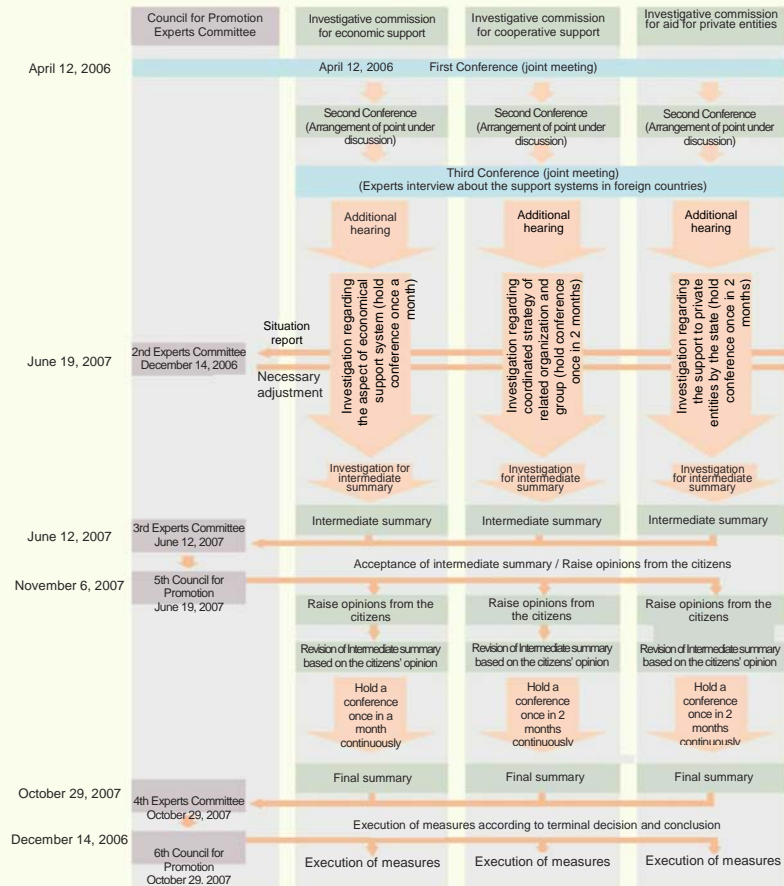 Council for Promotion
Experts Committee
Investigative commission
for economic support
Investigative commission
for cooperative support
Investigative commission
for aid for private entities
April 12, 2006
April 12, 2006 First Conference (joint meeting)
Second Conference
(Arrangement of point under
discussion)
Second Conference
(Arrangement of point under
discussion)
Second Conference
(Arrangement of point under
discussion)
Third Conference (joint meeting)
(Experts interview about the support systems in foreign countries)
Additional
hearing
Additional
hearing
Additional
hearing
Investigation regarding
the aspect of economical
support system (hold
conference once a
month)
Investigation regarding
coordinated strategy of
related organization and
group (hold conference
once in 2 months)
Investigation regarding
the support to private
entities by the state (hold
conference once in 2
months)
Situation
report
June 19, 2007
2nd Experts Committee
December 14, 2006
Necessary
adjustment
Investigation for
intermediate
summary
Investigation
for intermediate
summary
Investigation
for intermediate
summary
June 12, 2007
3rd Experts Committee
June 12, 2007
Intermediate summary
Intermediate summary
Intermediate summary
Acceptance of intermediate summary / Raise opinions from the citizens
November 6, 2007
5th Council for
Promotion
June 19, 2007
Raise opinions from the
citizens
Raise opinions from
the citizens
Raise opinions from the
citizens
Revision of Intermediate summary
based on the citizens' opinion
Revision of Intermediate summary
based on the citizens' opinion
Revision of Intermediate summary
based on the citizens' opinion
Hold a
conference
once in a
month
continuously
Hold a
conference
once in 2
months
continuously
Hold a
conference
once in 2
months
continuously
Final summary
Final summary
Final summary
October 29, 2007
4th Experts Committee
October 29, 2007
Execution of measures according to terminal decision and conclusion
December 14, 2006
6th Council for
Promotion
October 29, 2007
Execution of measures
Execution of measures
Execution of measures